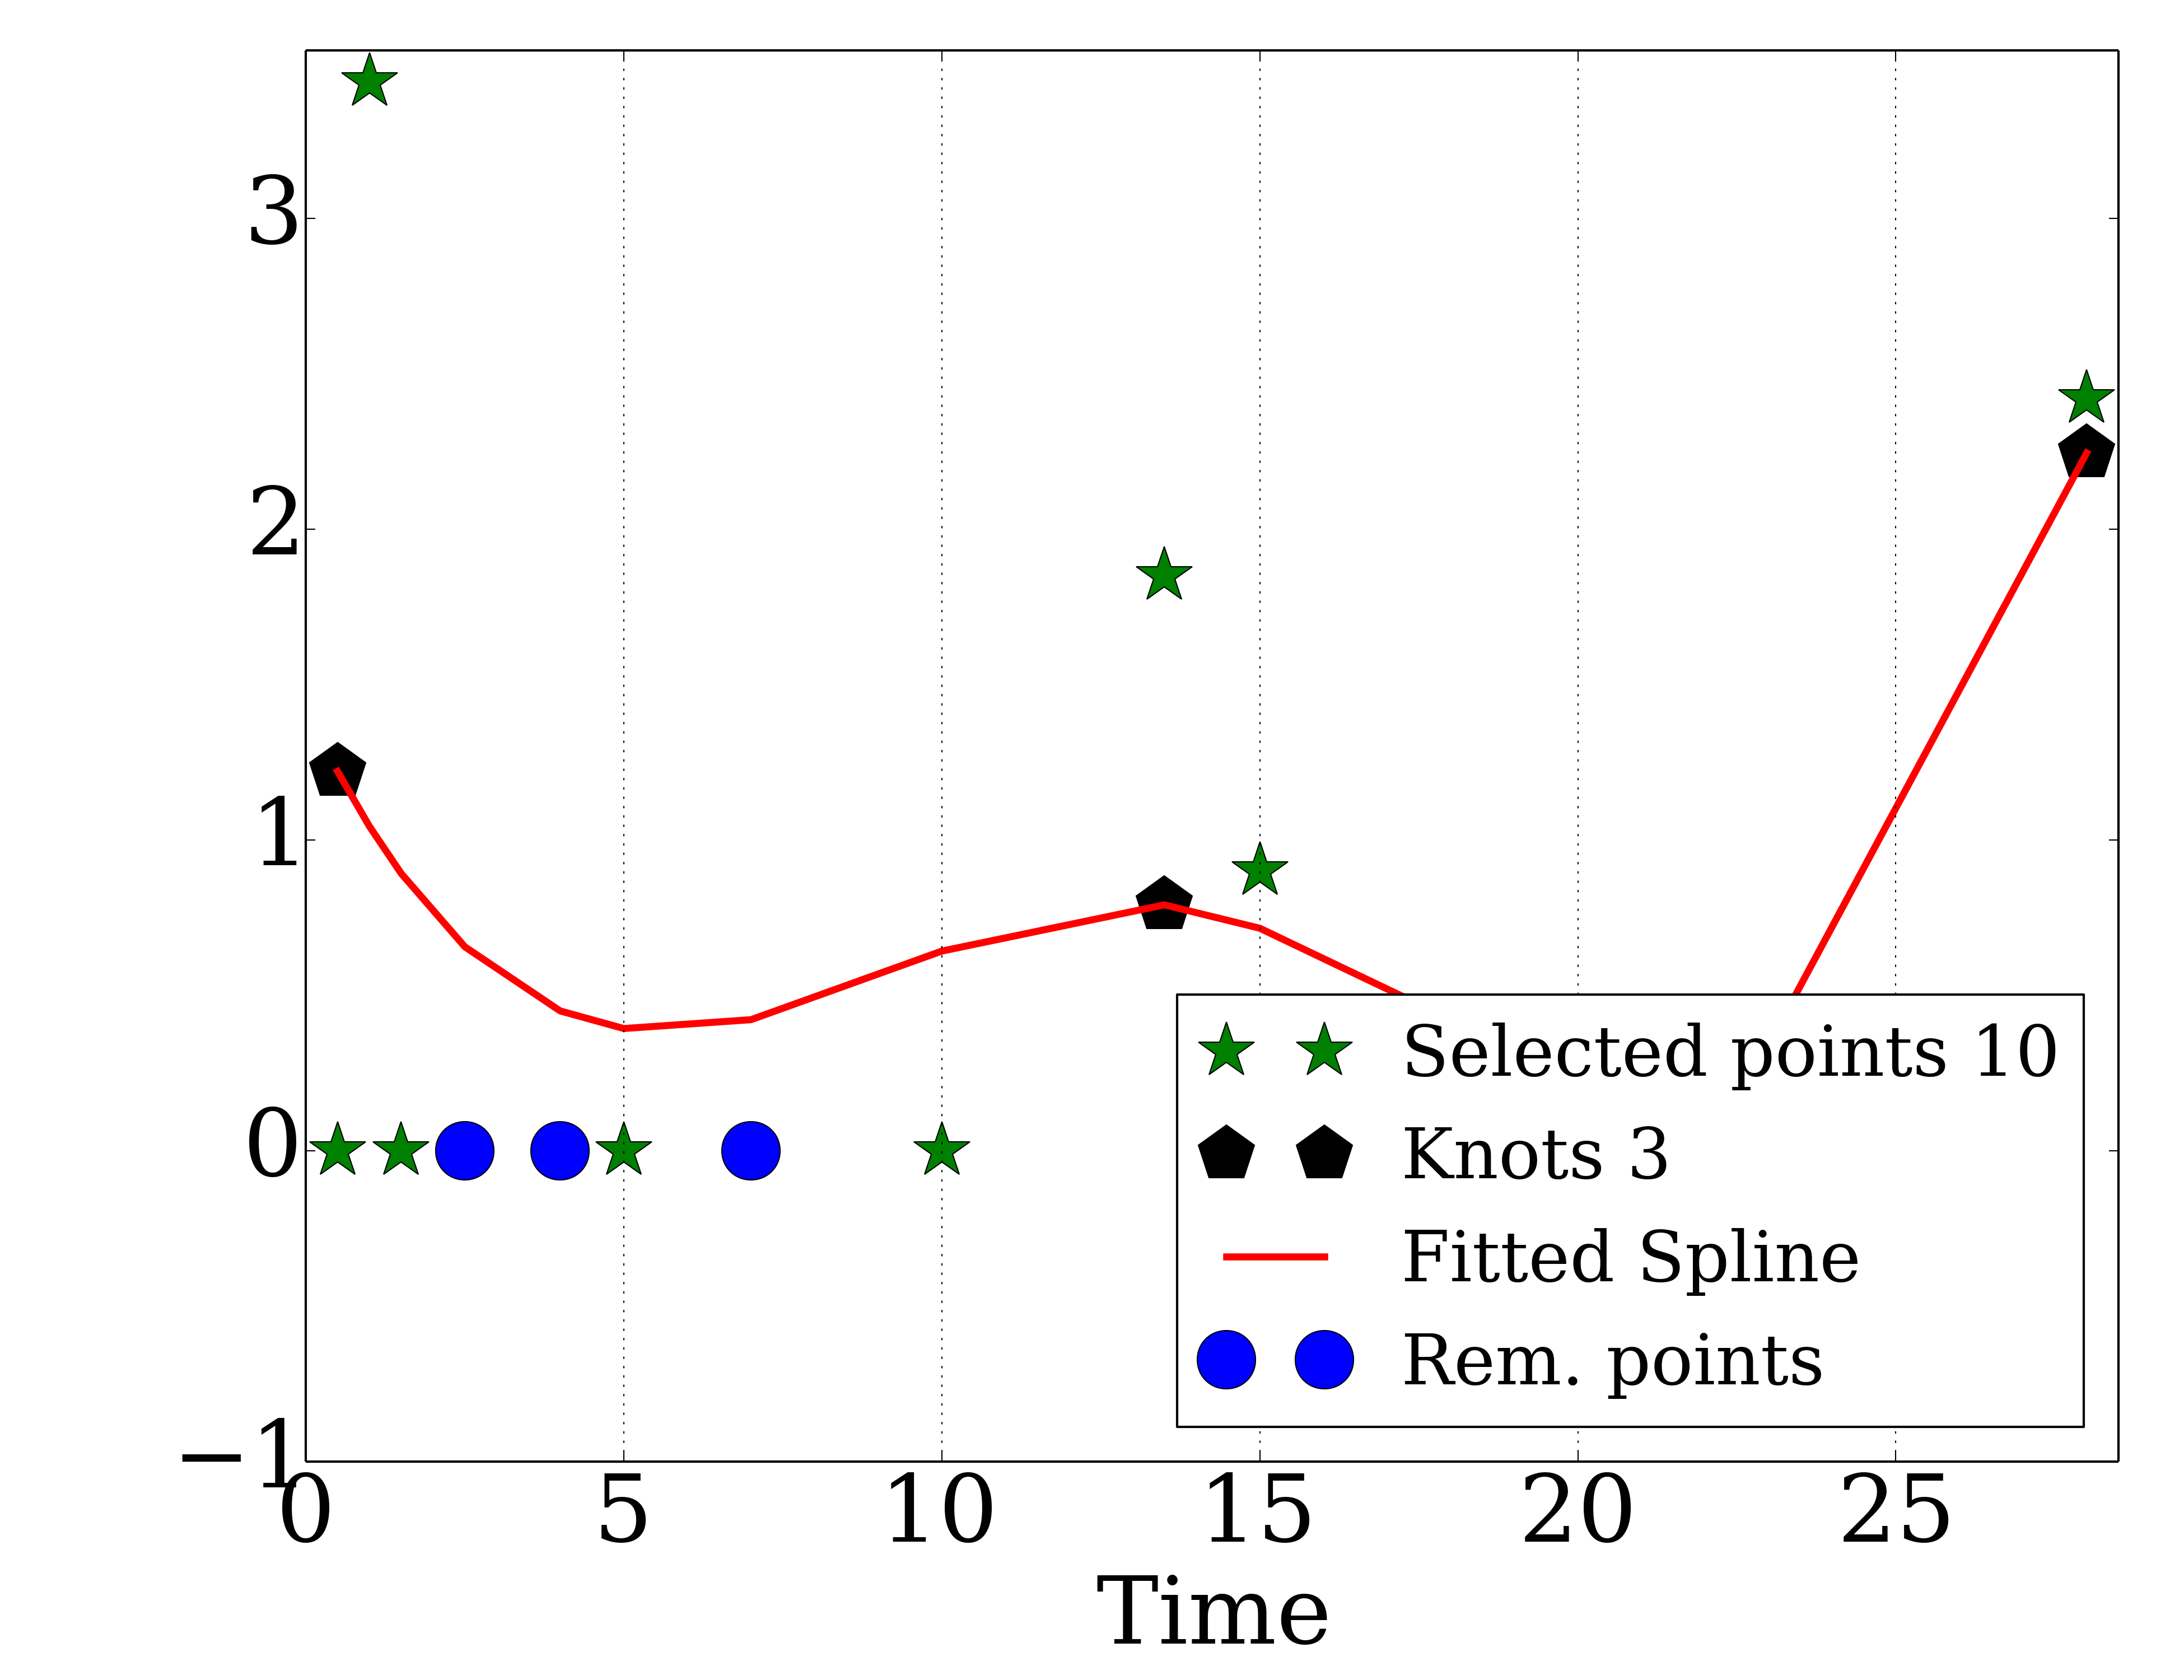 3
2
1
0
−1
0 5 10 15 20 25
Time
Selected points 10
Knots 3
Fitted Spline
Rem. points